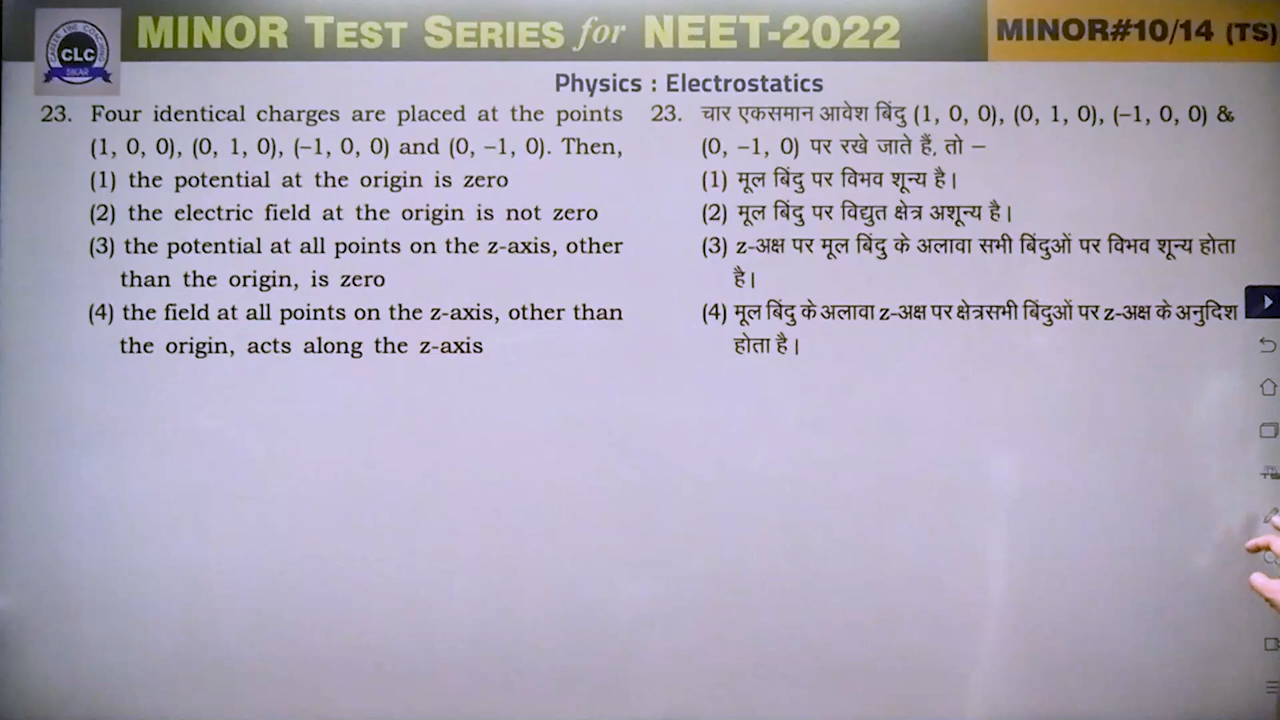 MINOR TEST SERIES for NEET-2022
MINOR#10/14 (TS)
CLC
SIKAR
Physics : Electrostatics
23. Four identical charges are placed at the points
(1, 0, 0), (0, 1, 0), (–1, 0, 0) and (0, –1, 0). Then,
(1) the potential at the origin is zero
(2) the electric field at the origin is not zero
(3) the potential at all points on the z-axis, other
than the origin, is zero
(4) the field at all points on the z-axis, other than
the origin, acts along the z-axis
23. चार एकसमान आवेश बिंदु (1, 0, 0), (0, 1, 0), (–1, 0, 0) &
(0, –1, 0) पर रखे जाते हैं, तो –
(1) मूल बिंदु पर विभव शून्य है।
(2) मूल बिंदु पर विद्युत क्षेत्र अशून्य है।
(3) z-अक्ष पर मूल बिंदु के अलावा सभी बिंदुओं पर विभव शून्य होता
है।
(4) मूल बिंदु के अलावा z-अक्ष पर क्षेत्रसभी बिंदुओं पर z-अक्ष के अनुदिश
होता है।